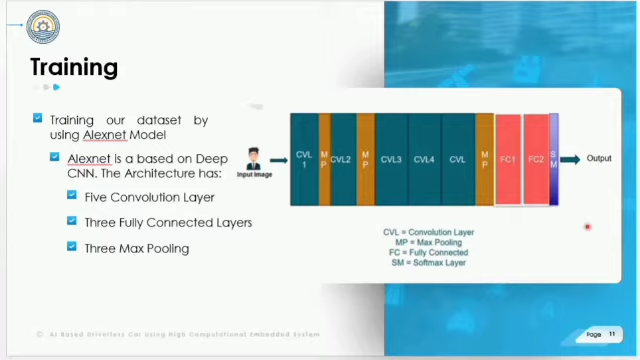 Training
Training our dataset by
using Alexnet Model
Alexnet is a based on Deep
CNN. The Architecture has:
Five Convolution Layer
Three Fully Connected Layers
Three Max Pooling
Input Image
CVL
1
M
P
CVL2
M
P
CVL3
CVL4
CVL
M
P
FC1
FC2
S
M
Output
CVL = Convolution Layer
MP = Max Pooling
FC = Fully Connected
SM = Softmax Layer
AI Based Driverless Car using High Computational Embedded System
Page 11